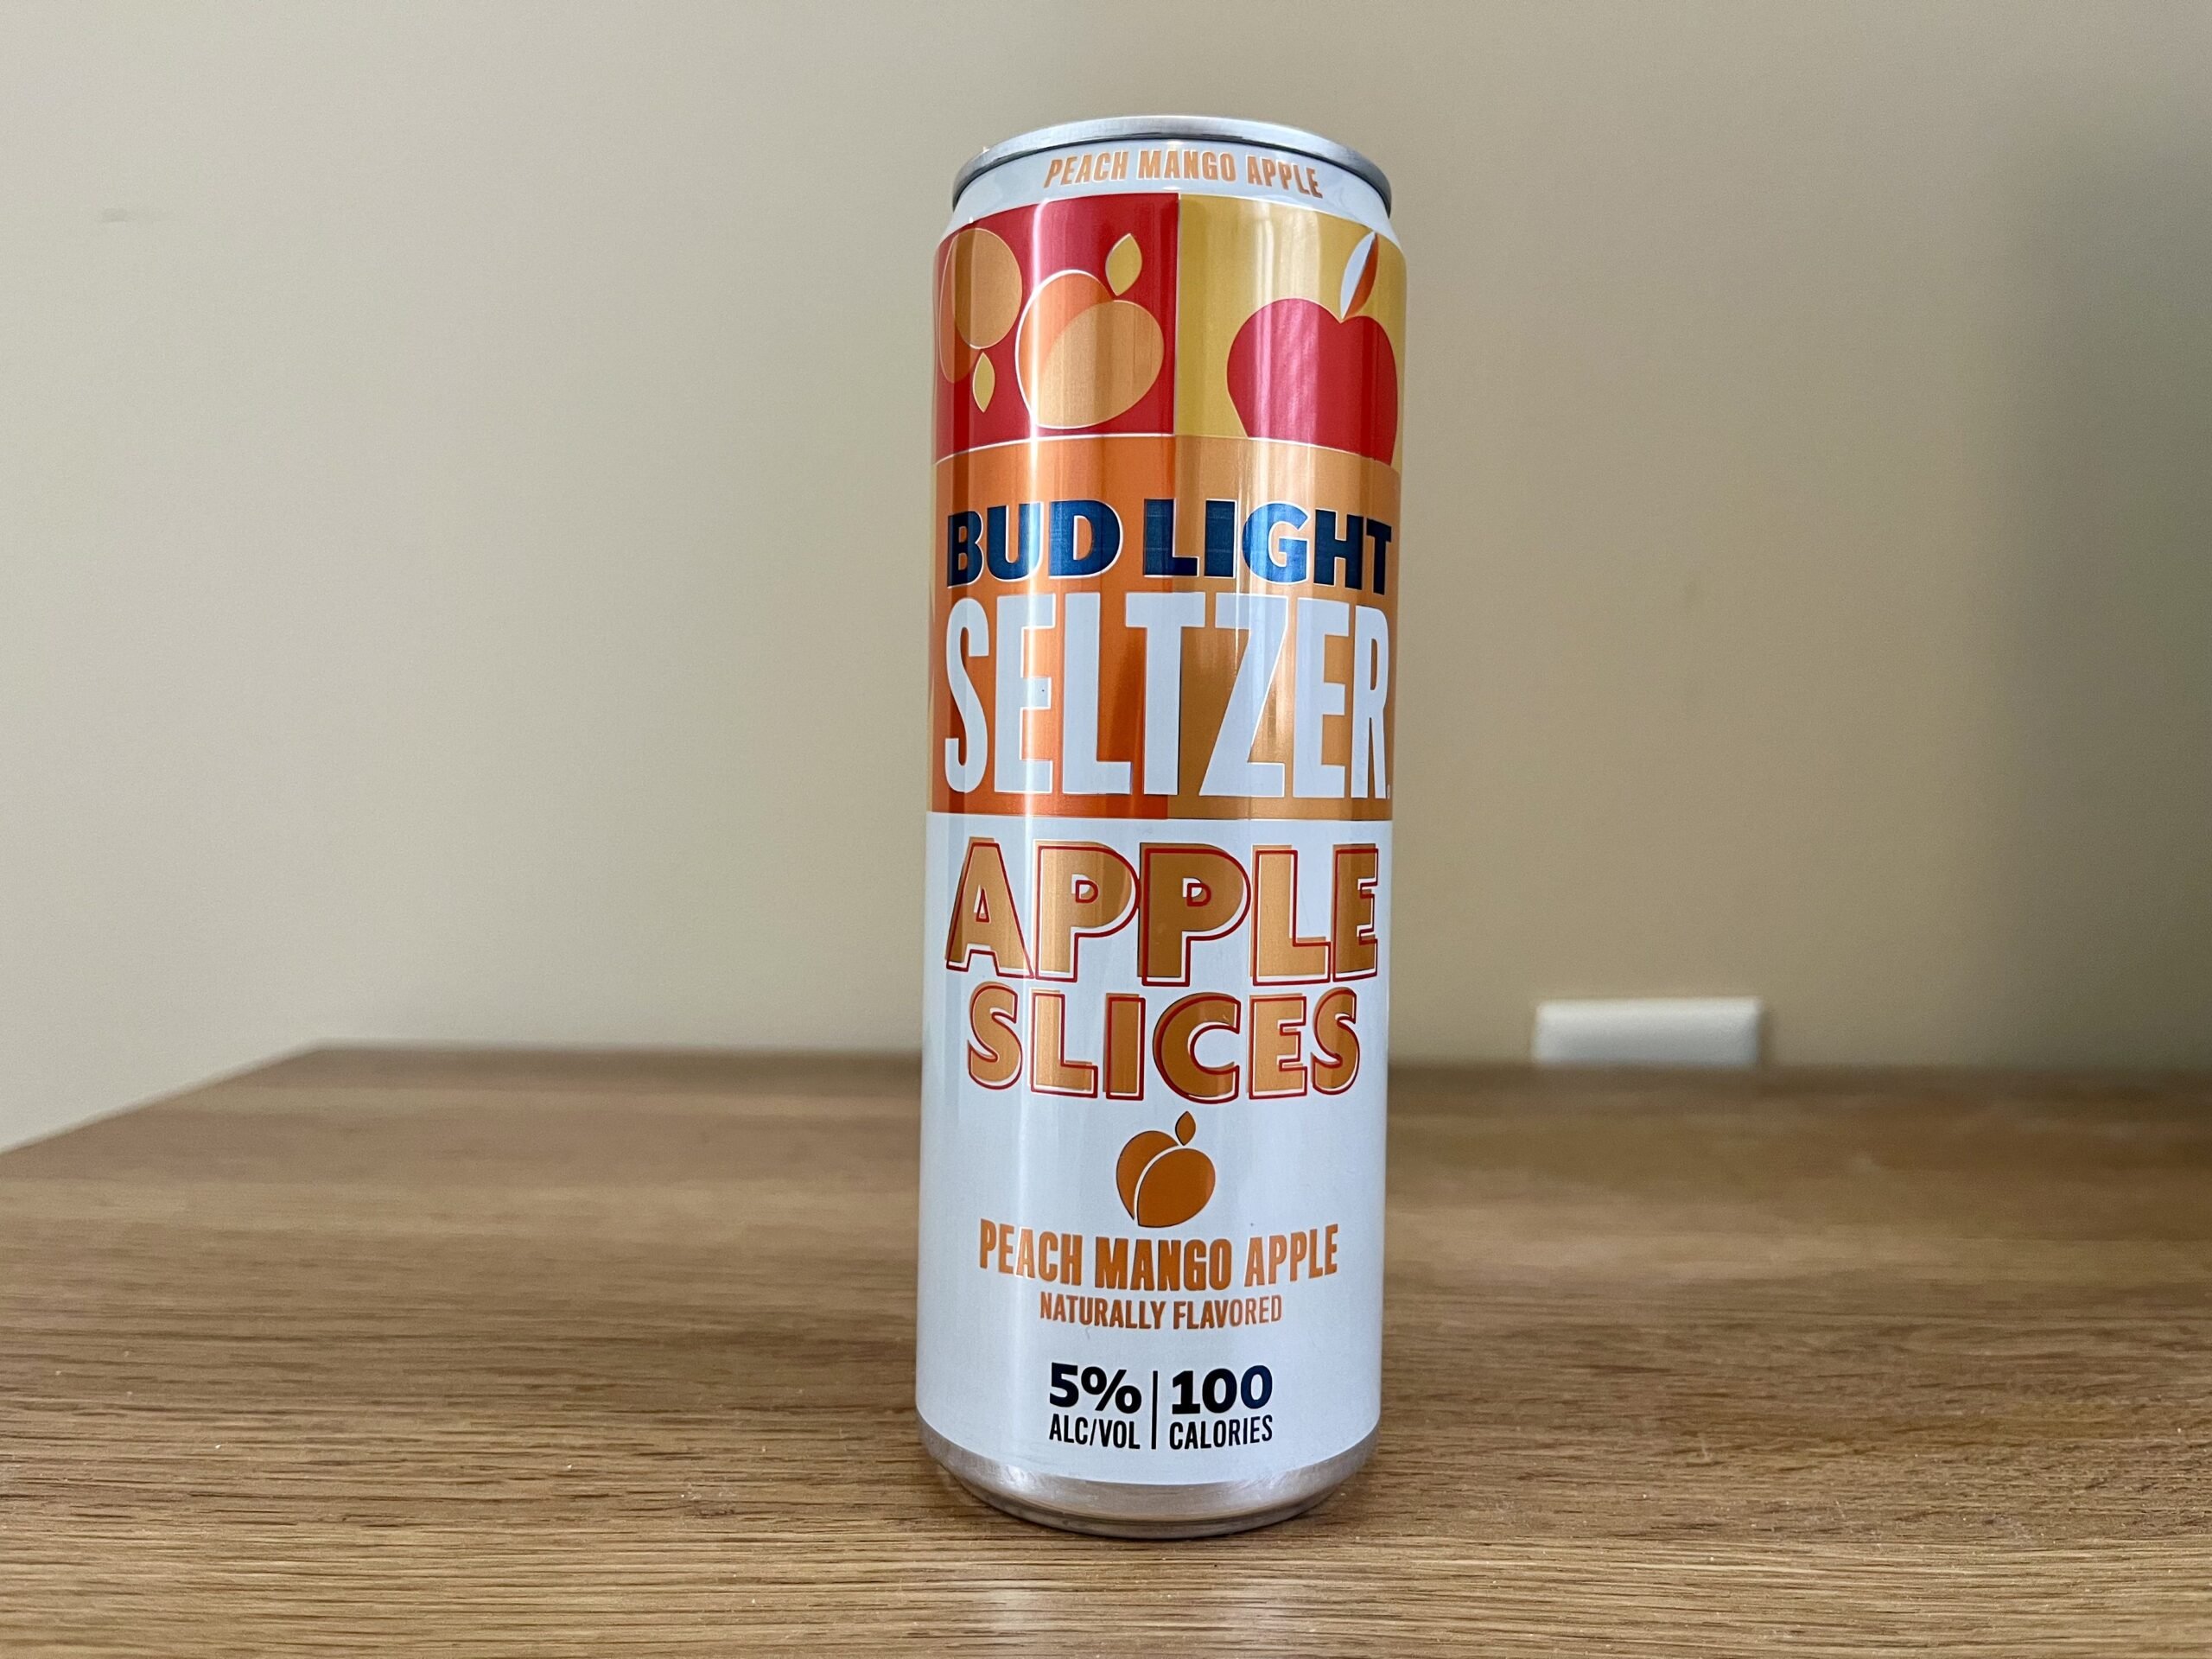 PEACH MANGO APPLE
BUD LIGHT
SELTZER
APPLE
SLICES
PEACH MANGO APPLE
NATURALLY FLAVORED
5% | 100
ALC/VOL | CALORIES